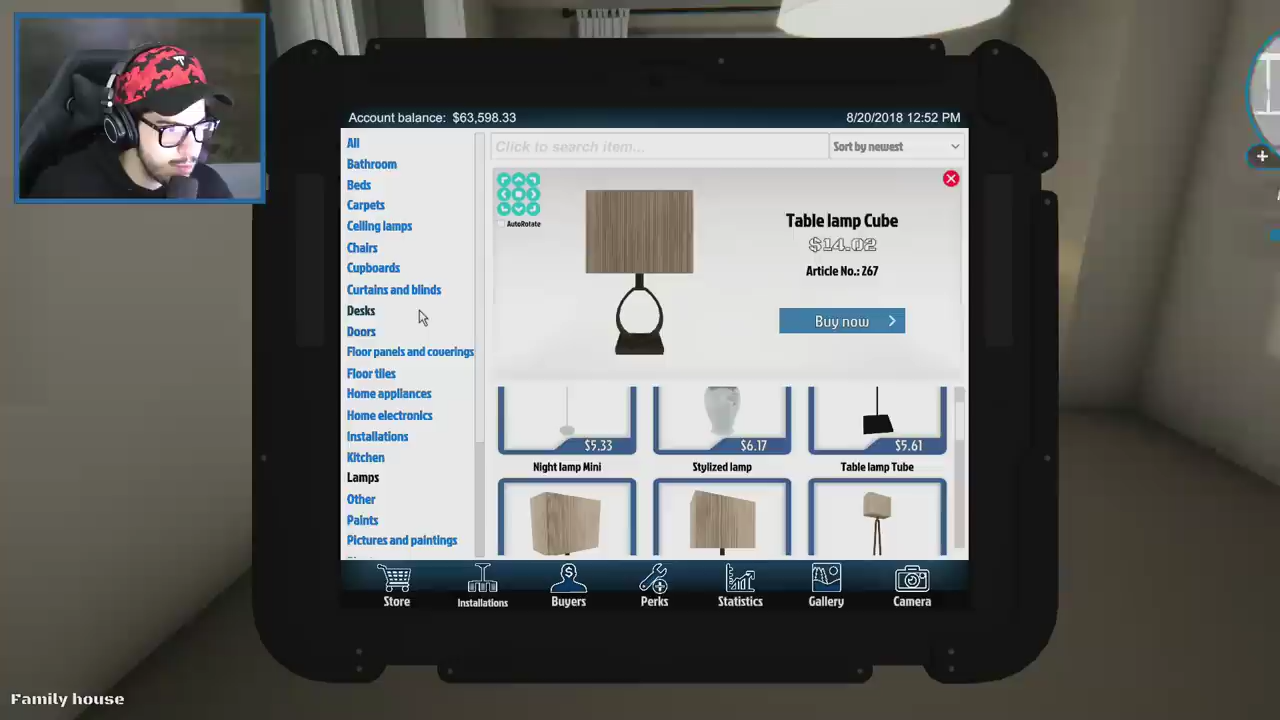 Account balance: $63,598.33
8/20/2018 12:52 PM
All
Bathroom
Beds
Carpets
Ceiling lamps
Chairs
Cupboards
Curtains and blinds
Desks
Doors
Floor panels and coverings
Floor tiles
Home appliances
Home electronics
Installations
Kitchen
Lamps
Other
Paints
Pictures and paintings
Click to search item...
Sort by newest
AutoRotate
Table lamp Cube
$14.02
Article No.: 267
Buy now
$5.33
$6.17
$5.61
Night lamp Mini
Stylized lamp
Table lamp Tube
Store
Installations
Buyers
Perks
Statistics
Gallery
Camera
Family house